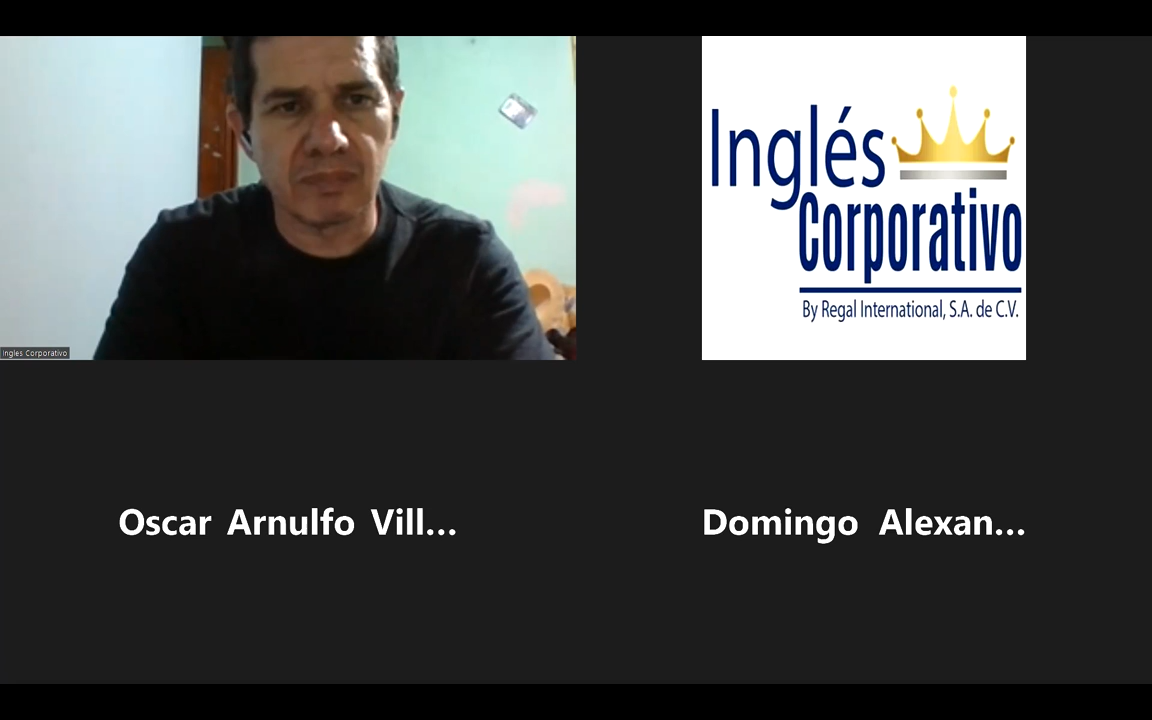 Ingles Corporativo
Inglés
Corporativo
By Regal International, S.A. de C.V.
Oscar Arnulfo Vill...
Domingo Alexan...